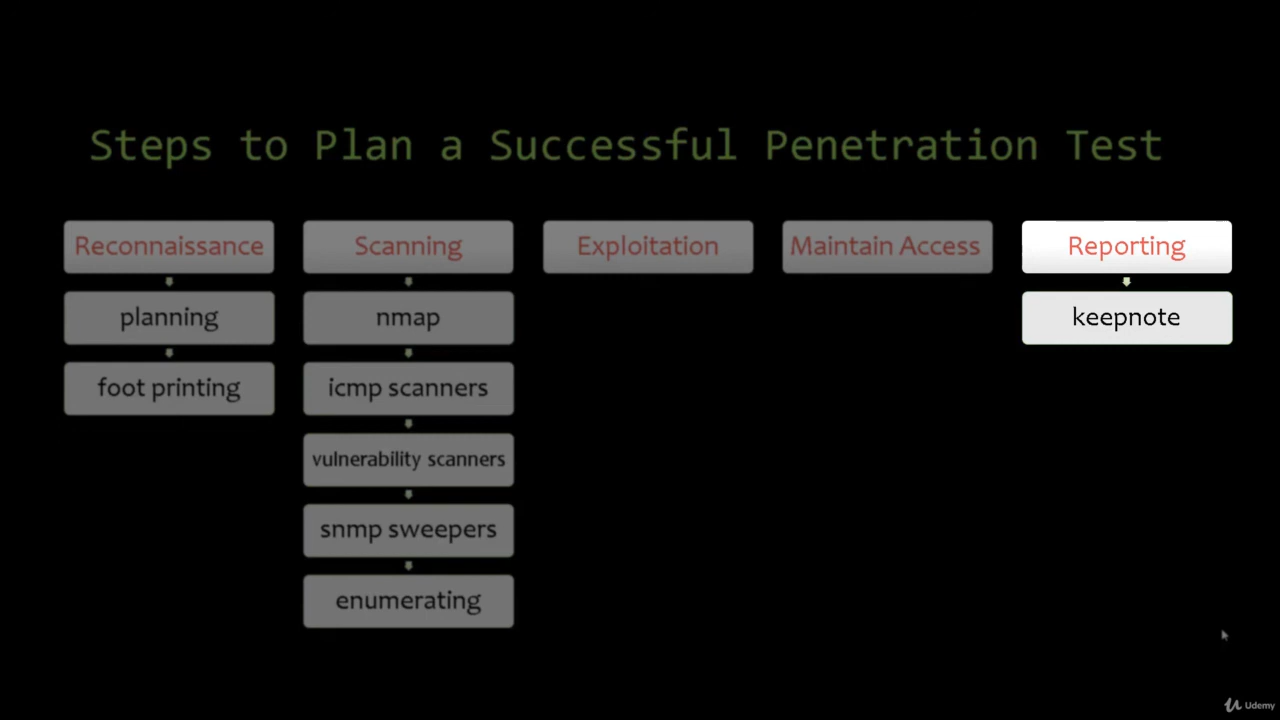 Steps to Plan a Successful Penetration Test
Reconnaissance
planning
foot printing
Scanning
nmap
icmp scanners
vulnerability scanners
snmp sweepers
enumerating
Exploitation
Maintain Access
Reporting
keepnote
Udemy